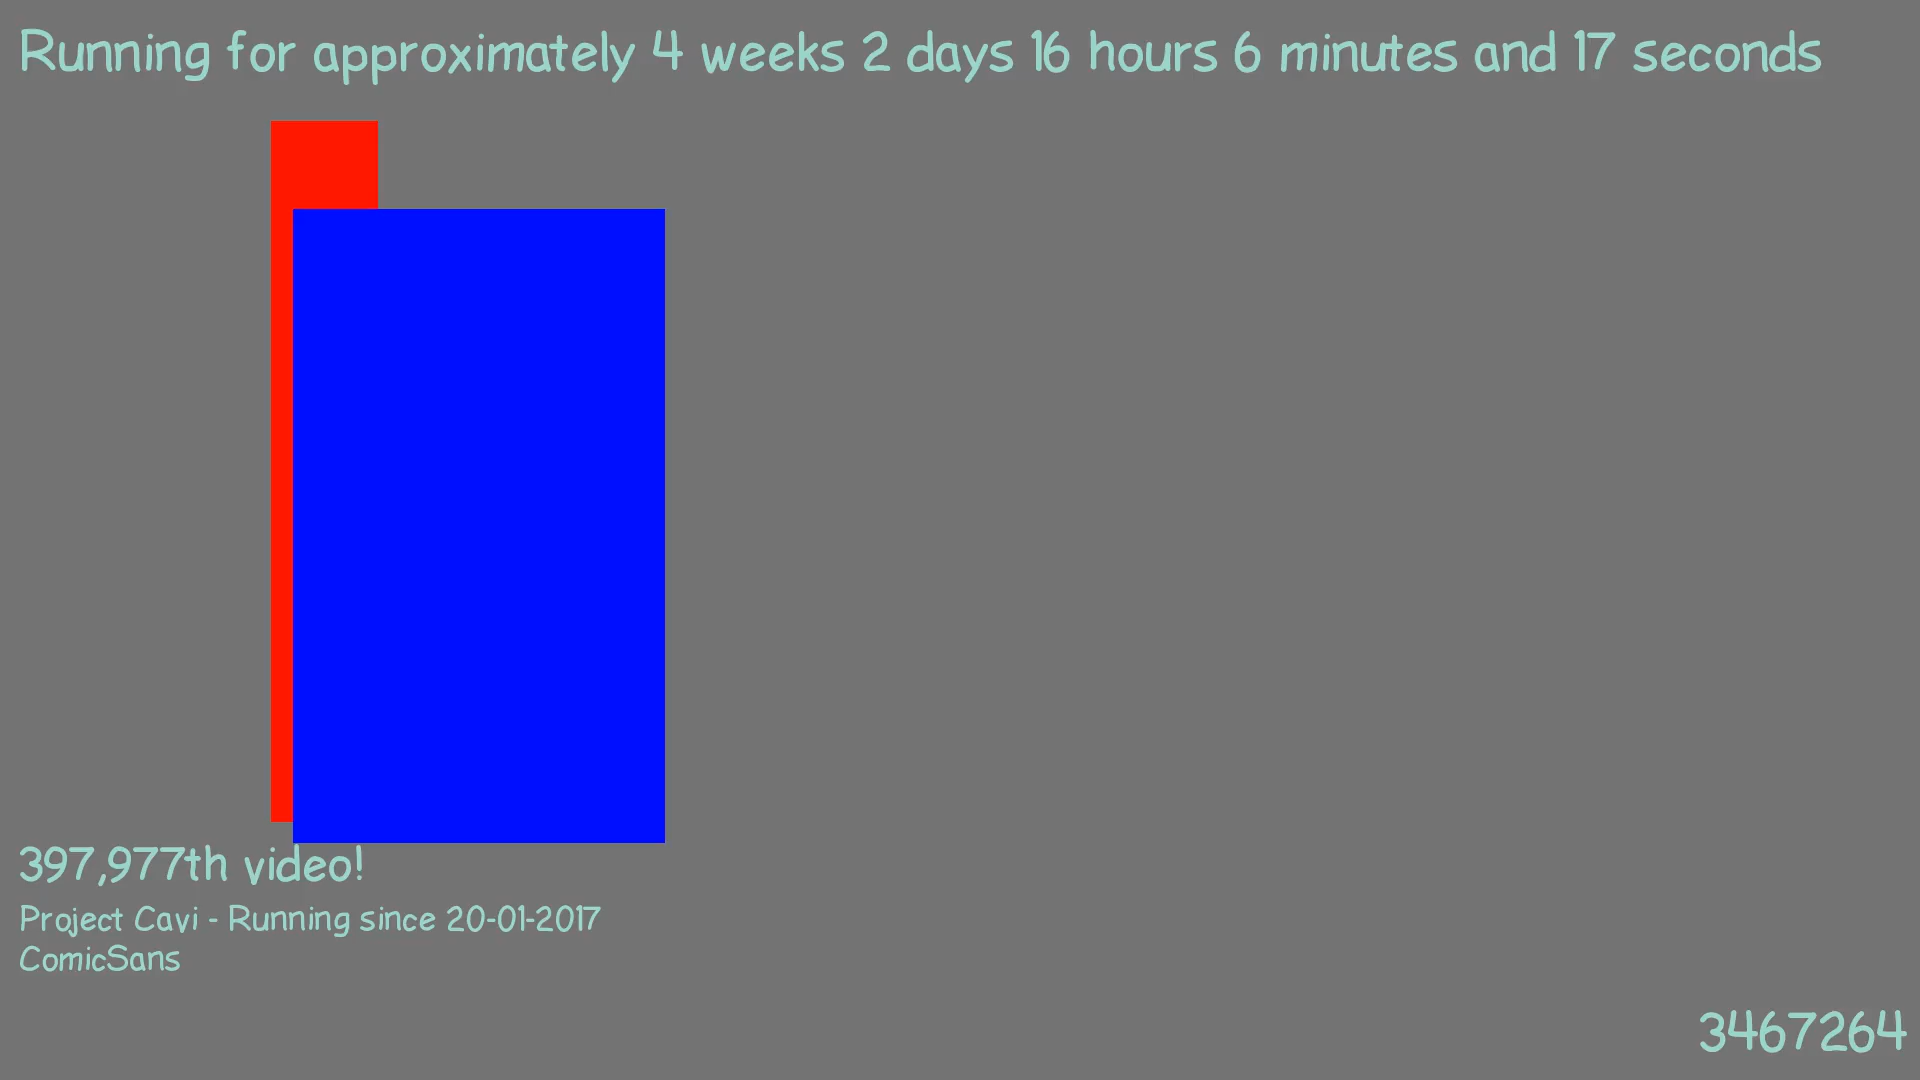 Running for approximately 4 weeks 2 days 16 hours 6 minutes and 17 seconds
397,977th video!
Project Cavi - Running since 20-01-2017
ComicSans
3467264